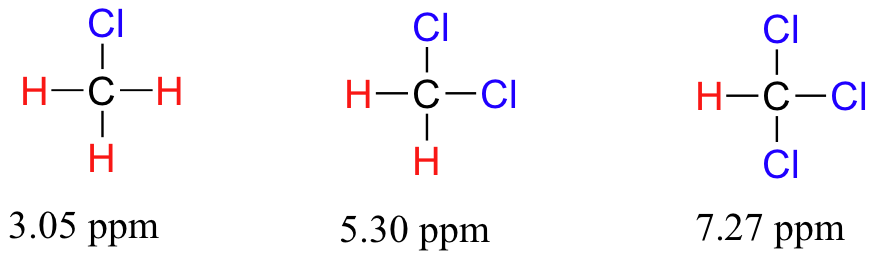 Cl Cl Cl
H C H H C Cl H C Cl
H H Cl
3.05 ppm 5.30 ppm 7.27 ppm